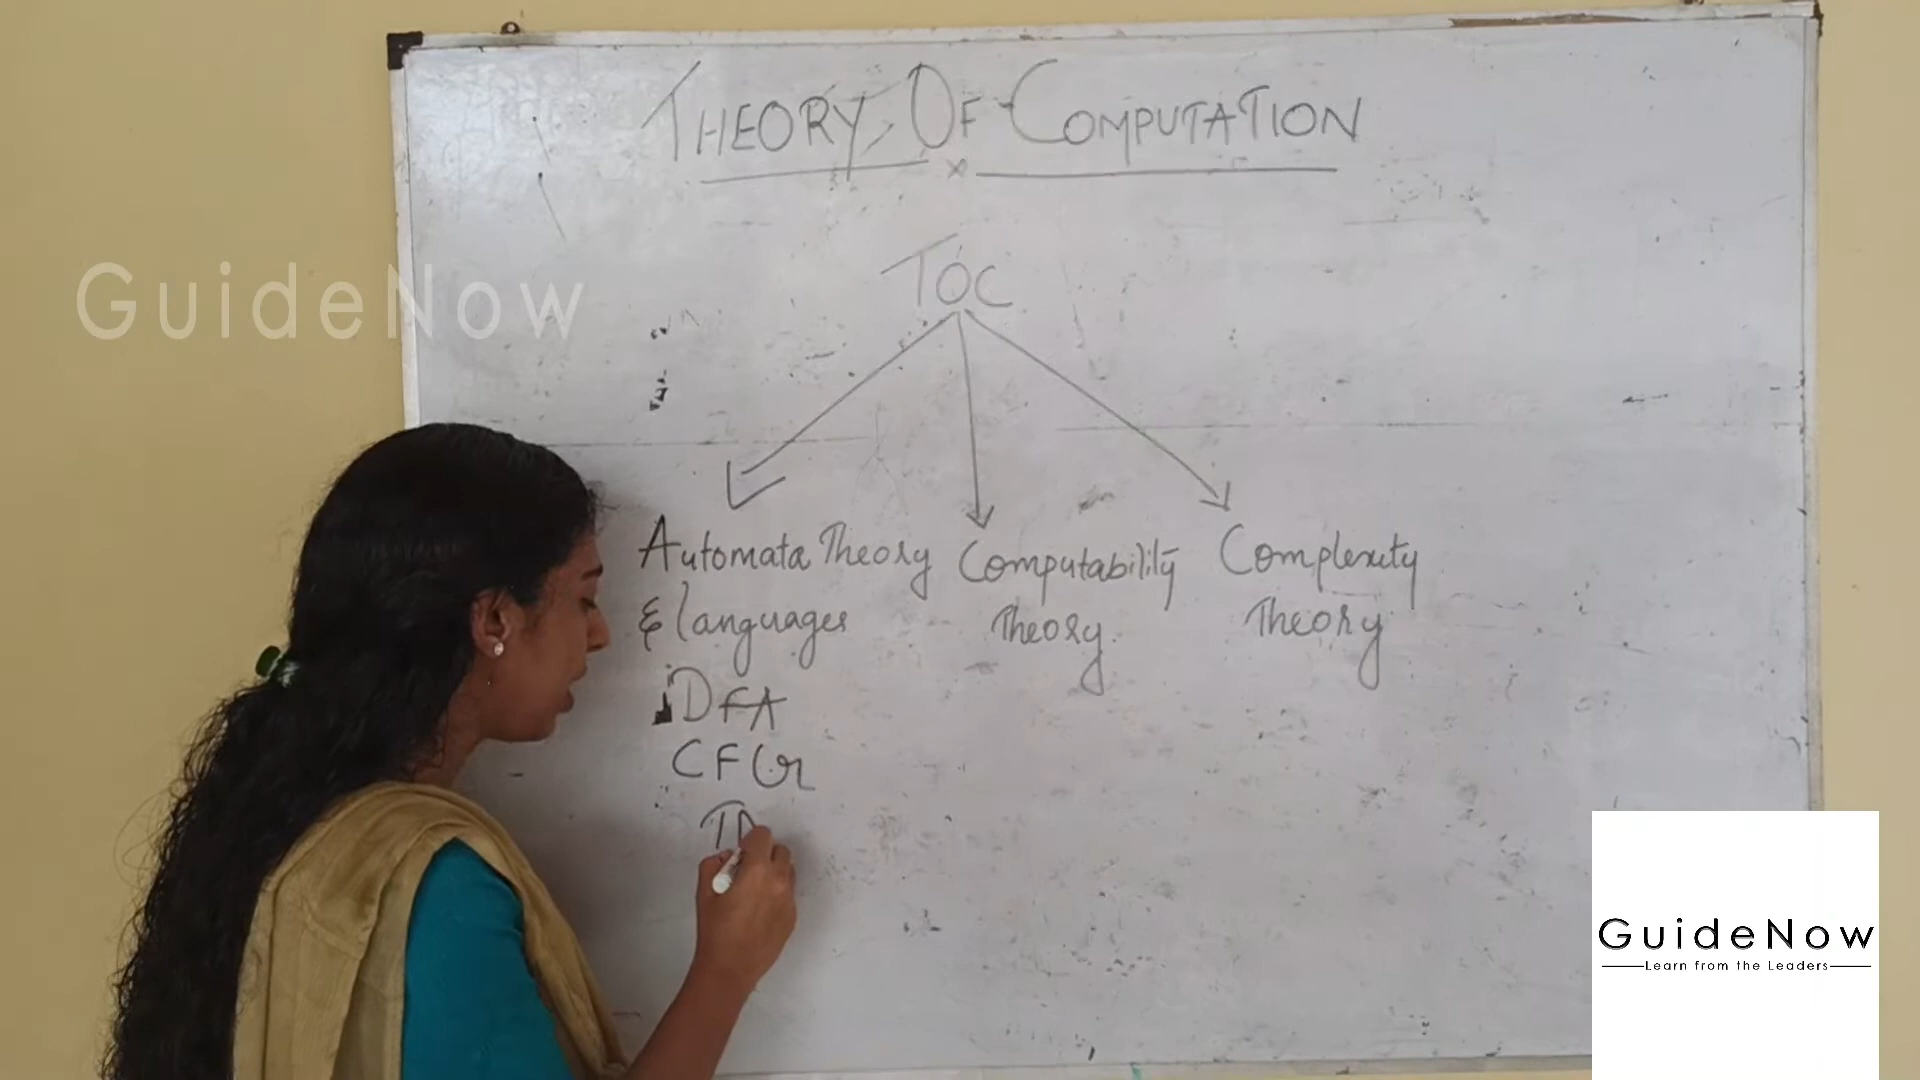 THEORY OF COMPUTATION
TOC
Automata Theory
& languages
Computability
Theory.
Complexity
Theory
DFA
CFG
GuideNow
GuideNow
Learn from the Leaders